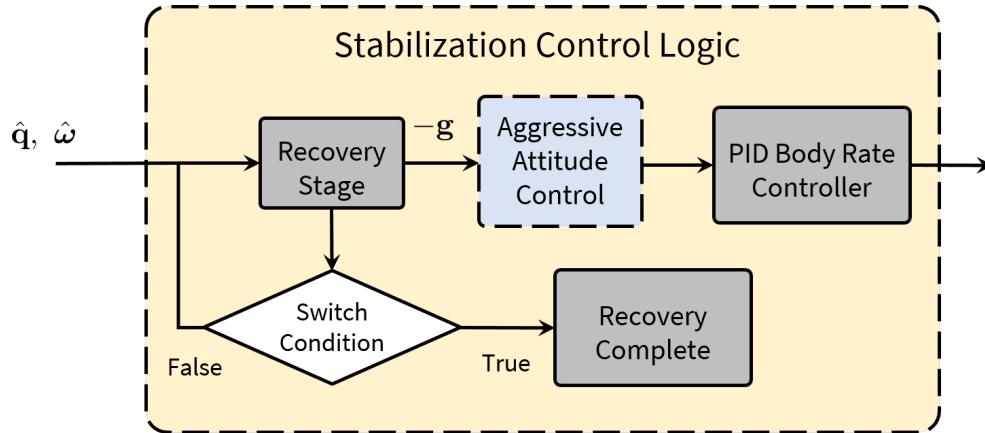 Stabilization Control Logic
q̂, ω̂
Recovery
Stage
−g
Aggressive
Attitude
Control
PID Body Rate
Controller
Switch
Condition
False
True
Recovery
Complete